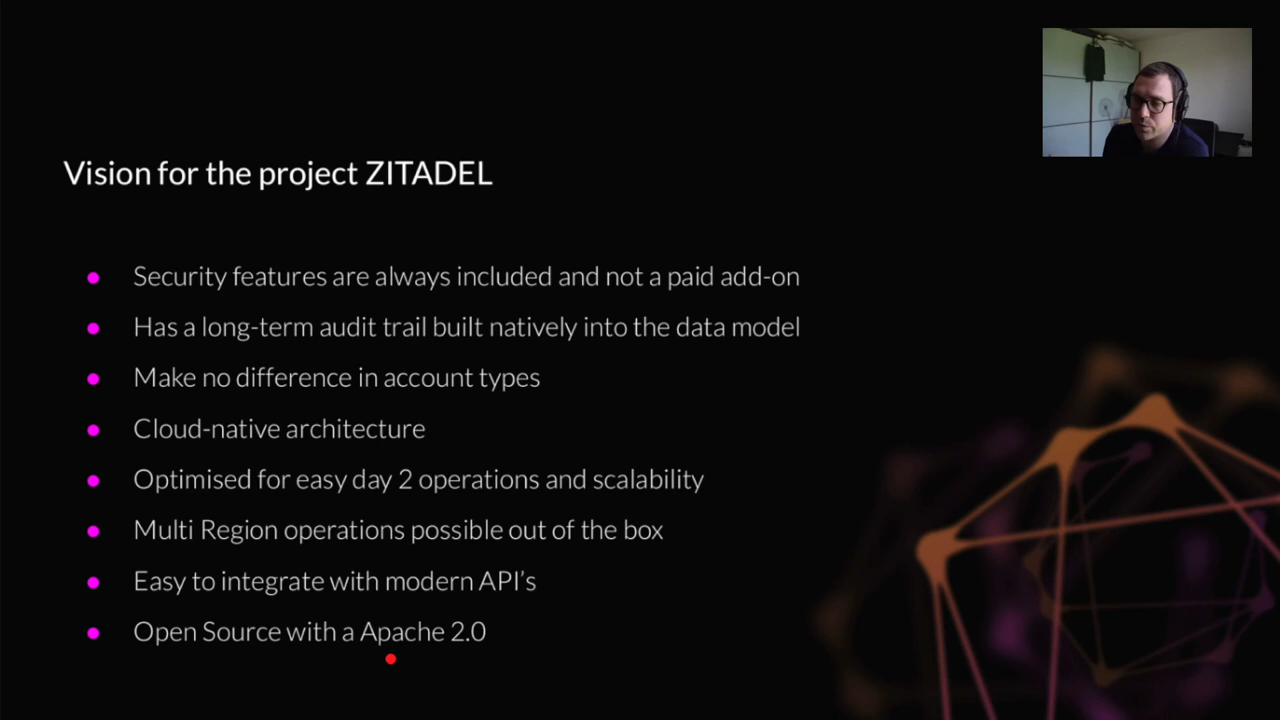 Vision for the project ZITADEL
Security features are always included and not a paid add-on
Has a long-term audit trail built natively into the data model
Make no difference in account types
Cloud-native architecture
Optimised for easy day 2 operations and scalability
Multi Region operations possible out of the box
Easy to integrate with modern API’s
Open Source with a Apache 2.0